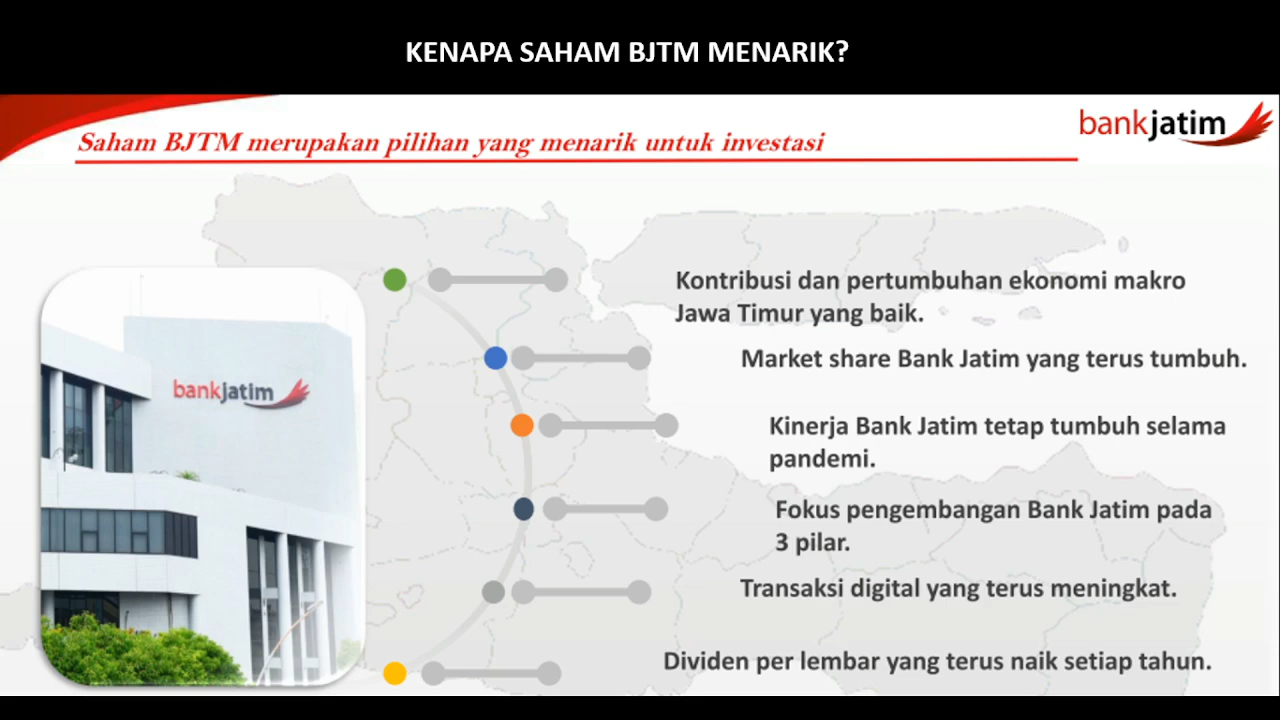 KENAPA SAHAM BJTM MENARIK?
Saham BJTM merupakan pilihan yang menarik untuk investasi
bankjatim
bankjatim
Kontribusi dan pertumbuhan ekonomi makro
Jawa Timur yang baik.
Market share Bank Jatim yang terus tumbuh.
Kinerja Bank Jatim tetap tumbuh selama
pandemi.
Fokus pengembangan Bank Jatim pada
3 pilar.
Transaksi digital yang terus meningkat.
Dividen per lembar yang terus naik setiap tahun.